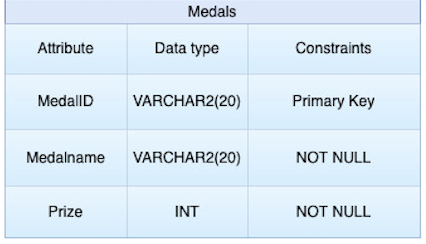 Medals
Attribute Data type Constraints
MedalID VARCHAR2(20) Primary Key
Medalname VARCHAR2(20) NOT NULL
Prize INT NOT NULL